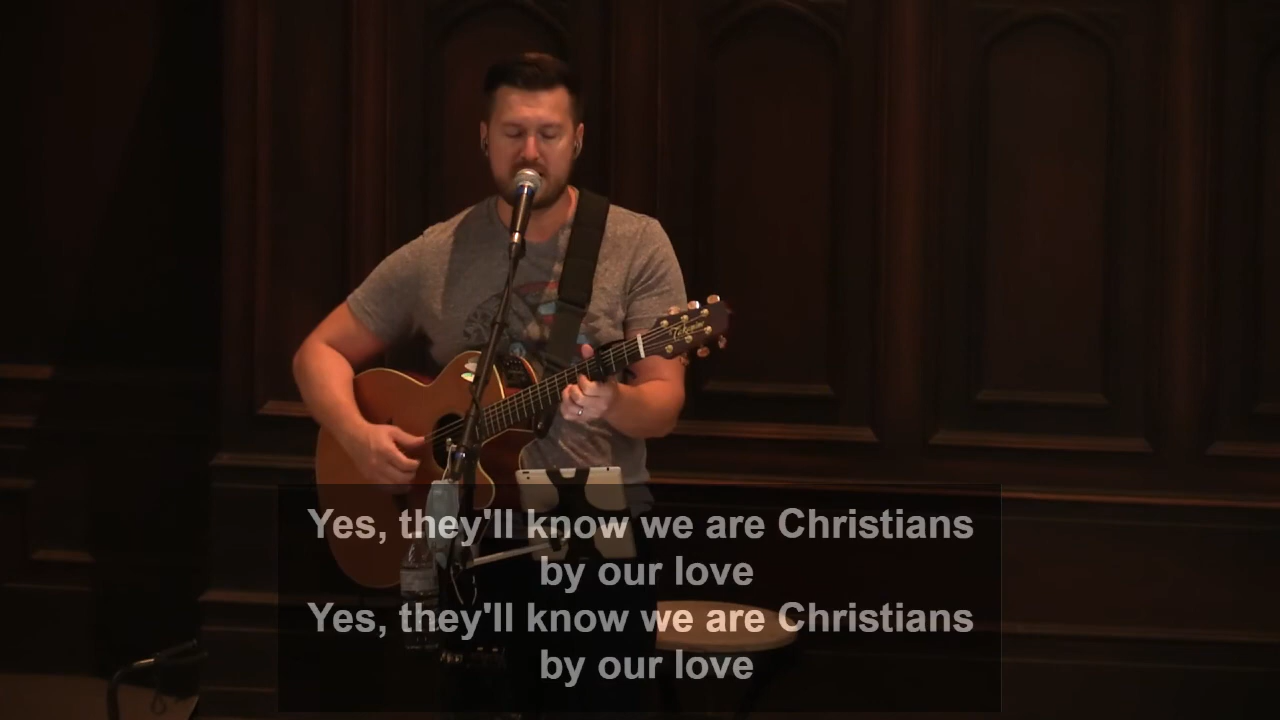 Takamine
Yes, they'll know we are Christians
by our love
Yes, they'll know we are Christians
by our love